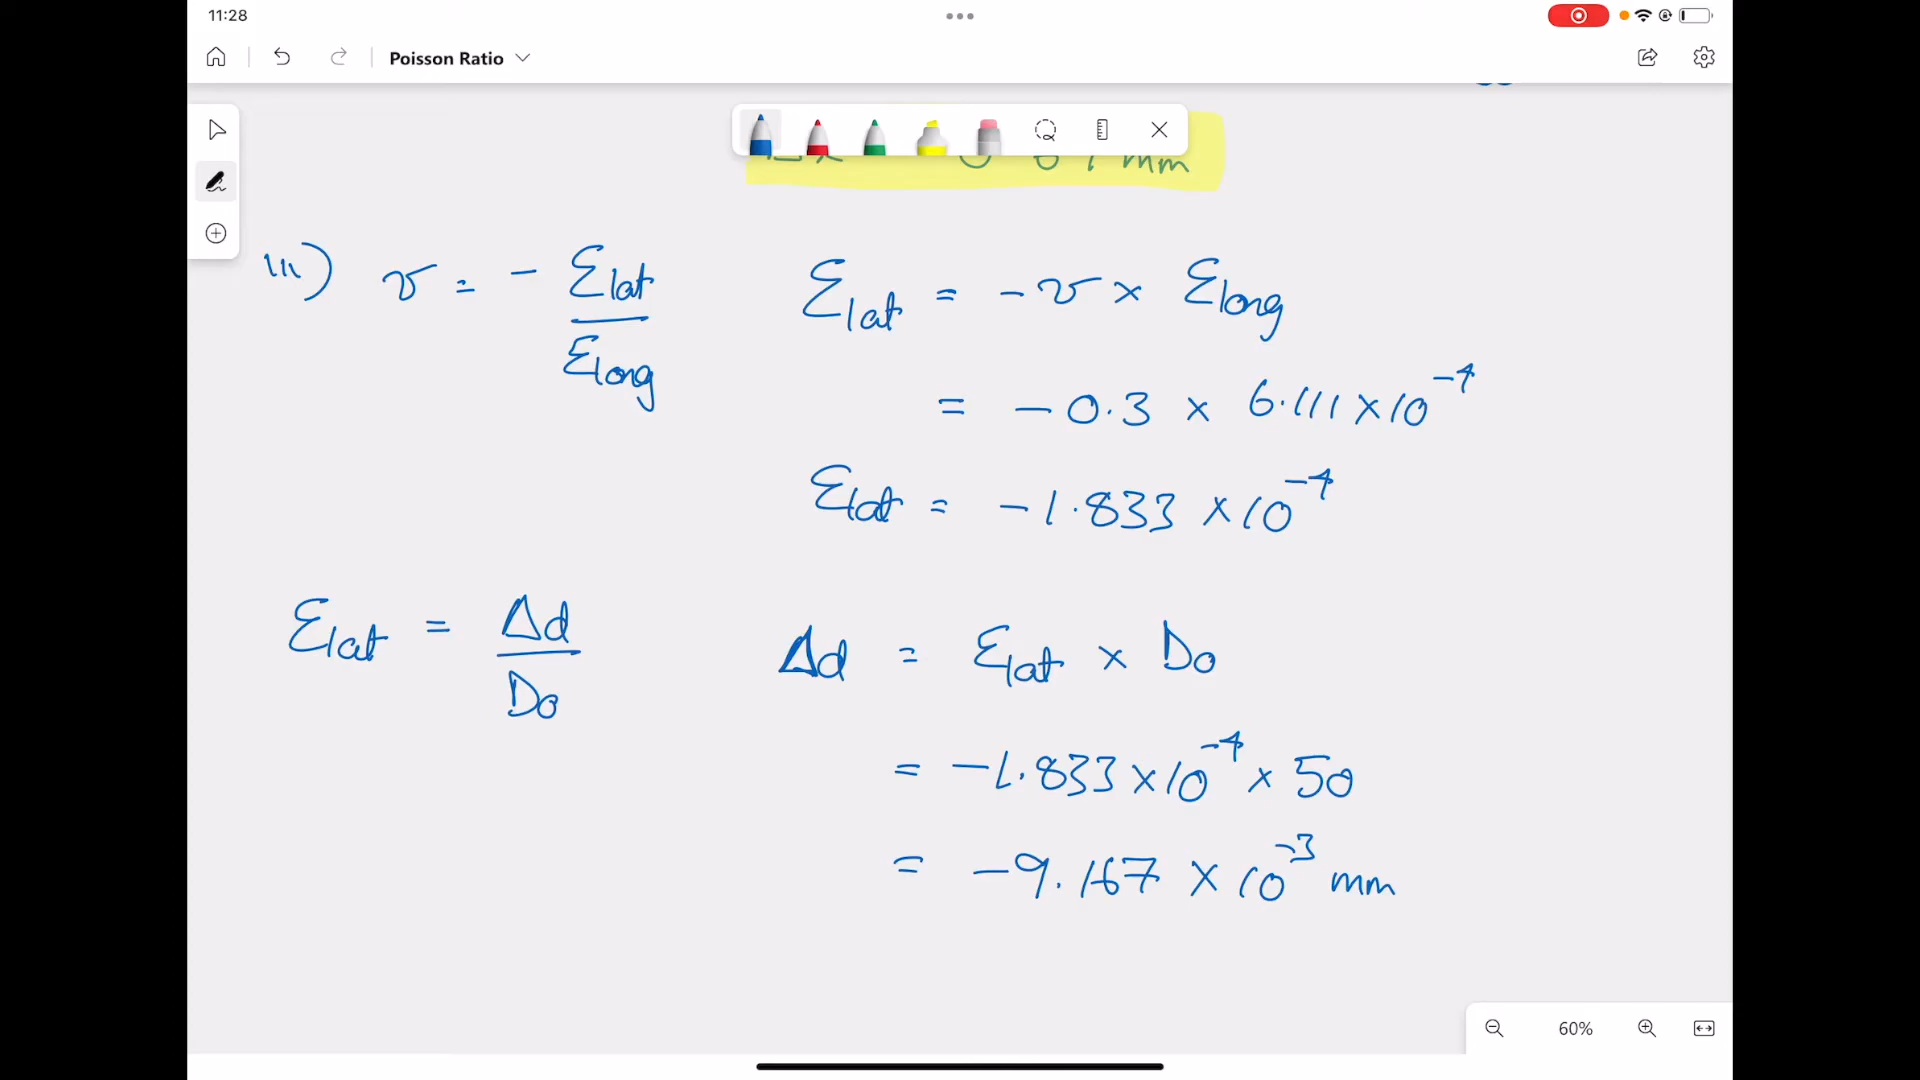 11:28
Poisson Ratio
mm
iii) ν = - εlat / εlong
εlat = -ν × εlong
= -0.3 × 6.111 × 10^-4
εlat = -1.833 × 10^-4
εlat = Δd / Do
Δd = εlat × Do
= -1.833 × 10^-4 × 50
= -9.167 × 10^-3 mm
60%